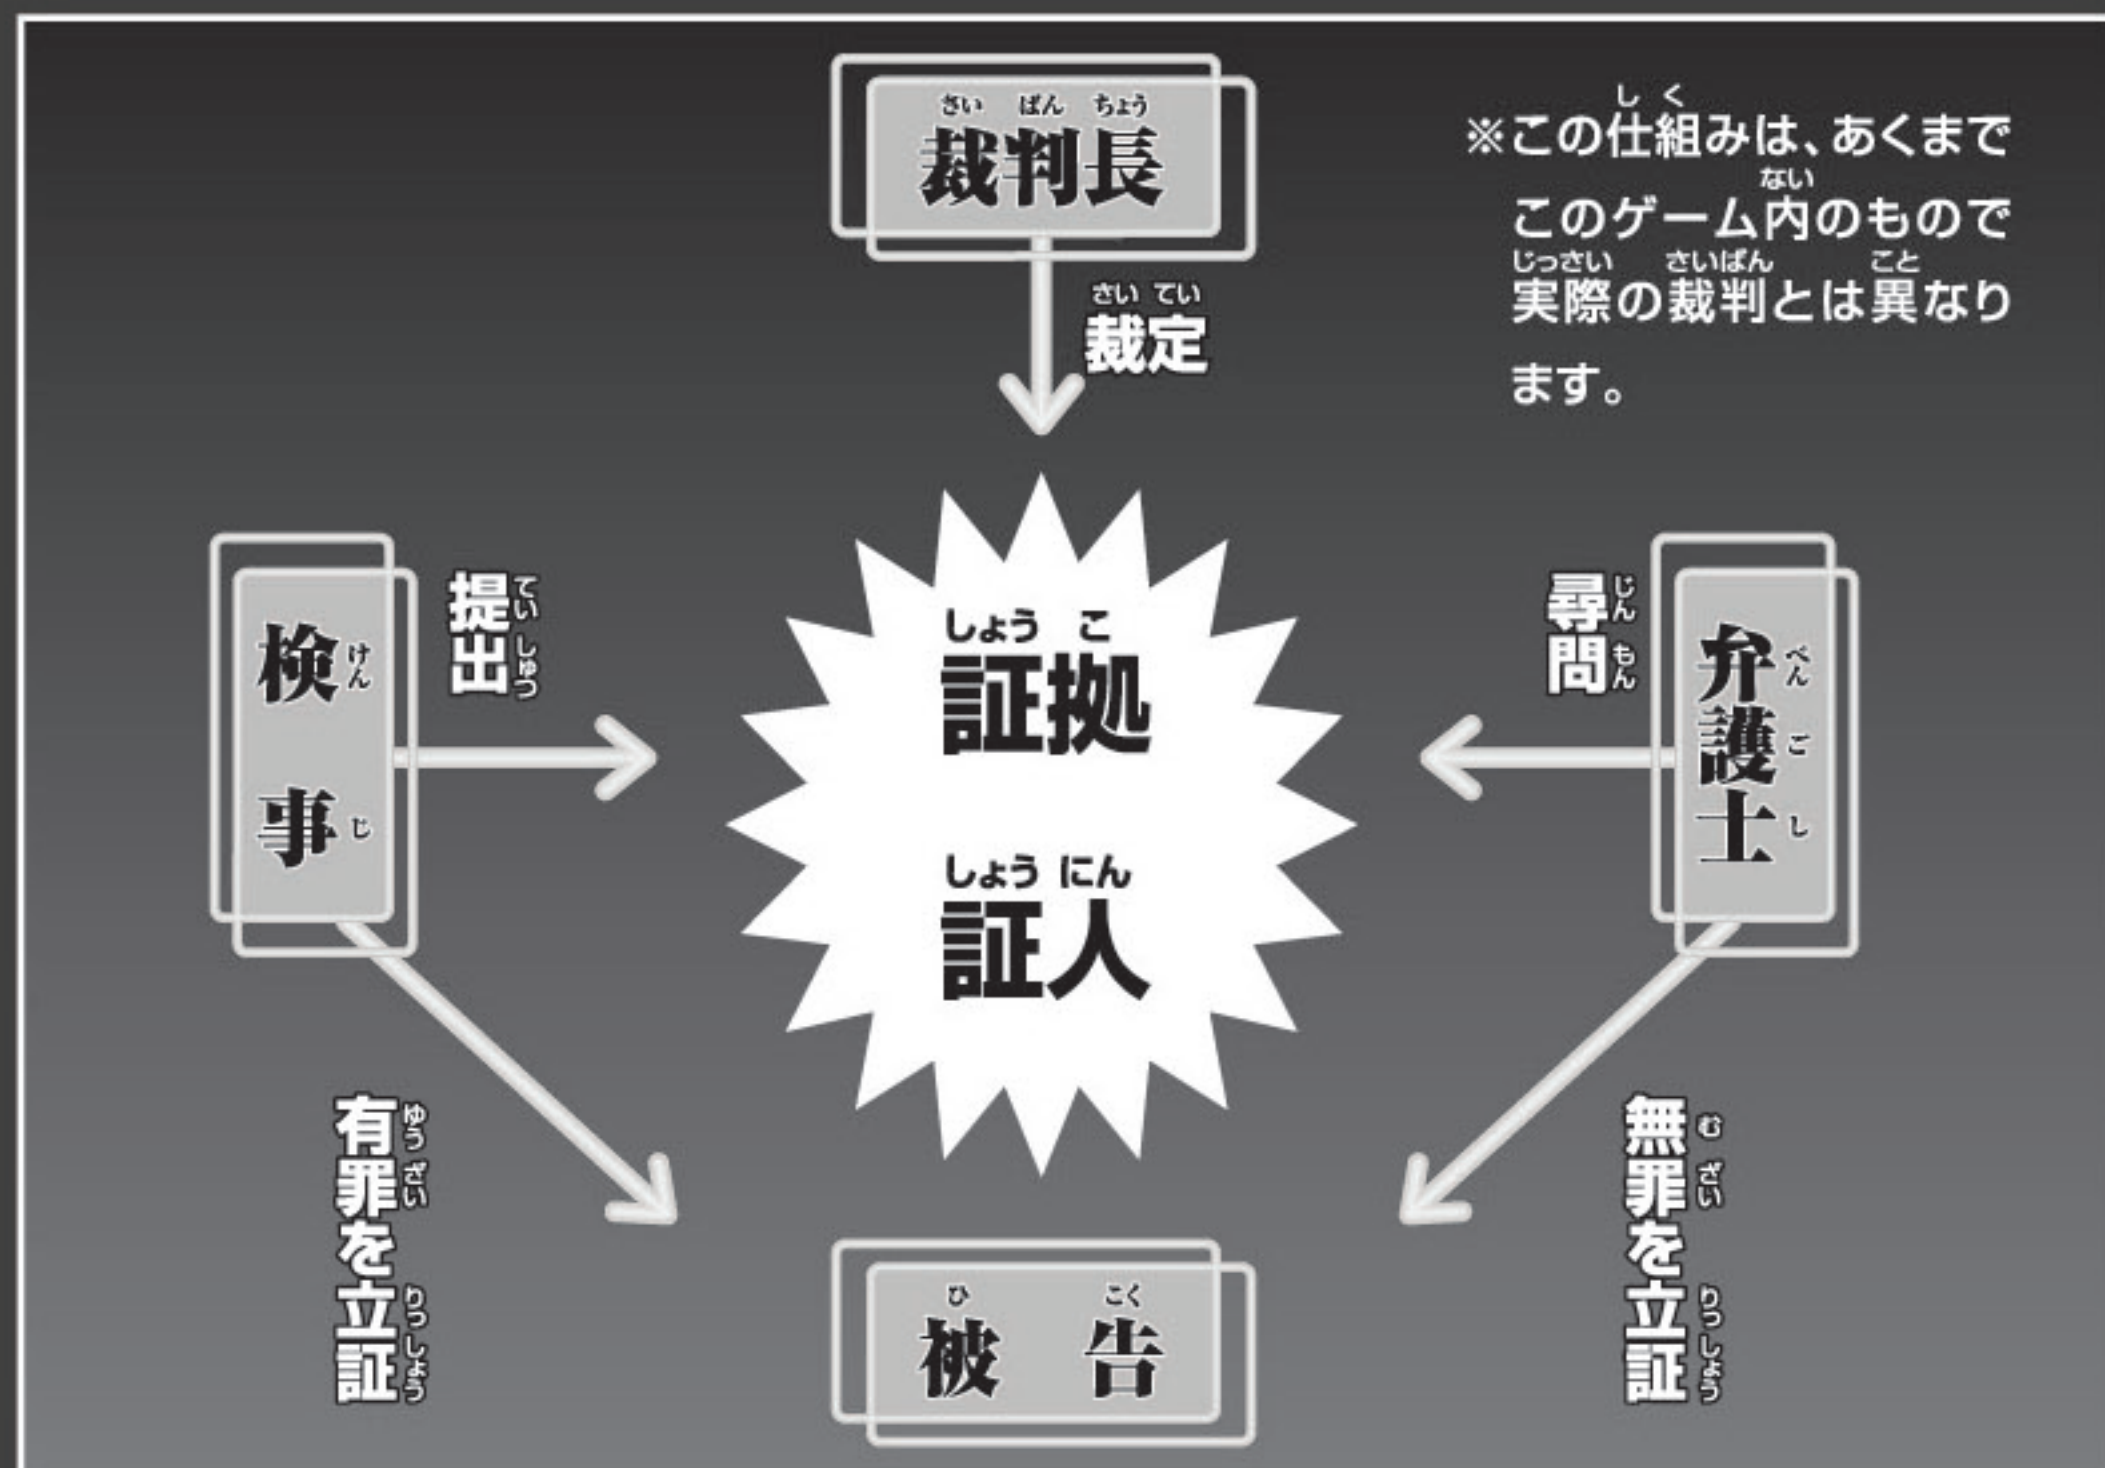 裁判長
※この仕組みは、あくまで
このゲーム内のもので
実際の裁判とは異なり
ます。
裁定
検事
提出
証拠
証人
尋問
弁護士
有罪を立証
無罪を立証
被告